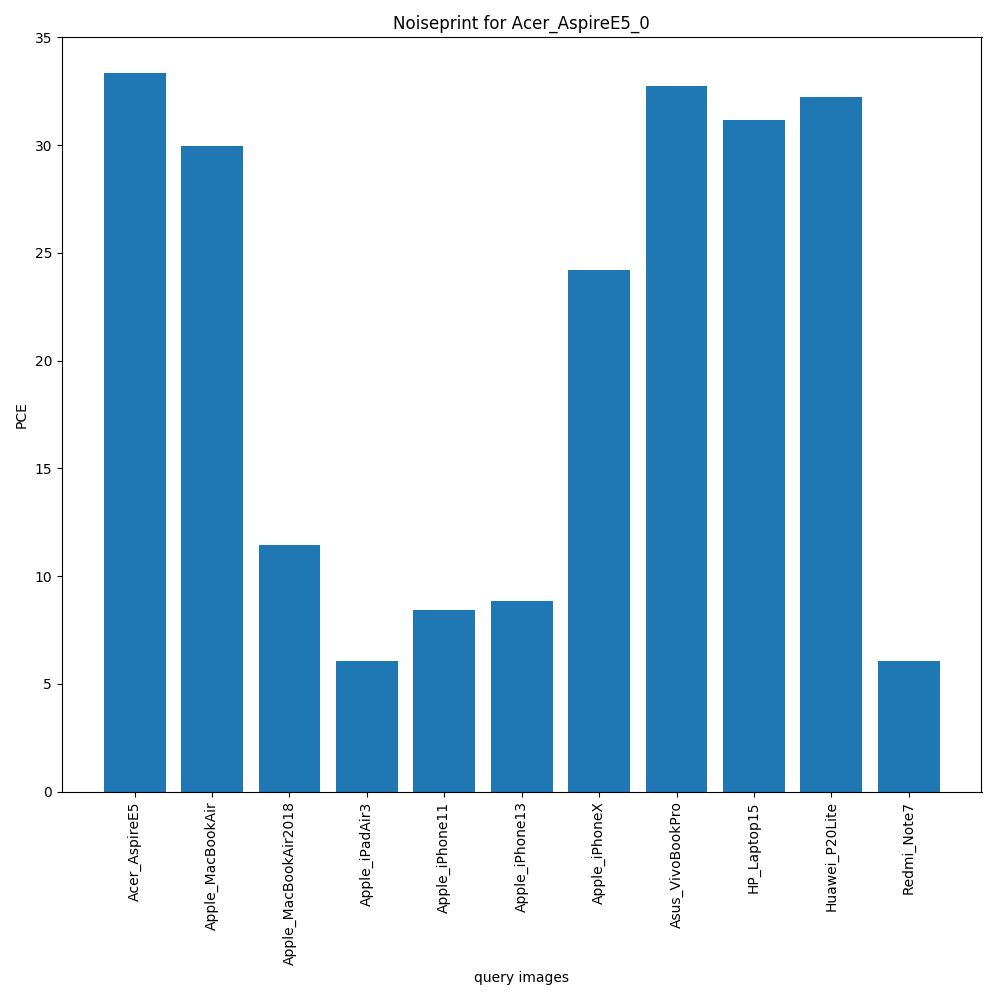 Noiseprint for Acer_AspireE5_0
35
30
25
20
15
10
5
0
PCE
Acer_AspireE5
Apple_MacBookAir
Apple_MacBookAir2018
Apple_iPadAir3
Apple_iPhone11
Apple_iPhone13
Apple_iPhoneX
Asus_VivoBookPro
HP_Laptop15
Huawei_P20Lite
Redmi_Note7
query images